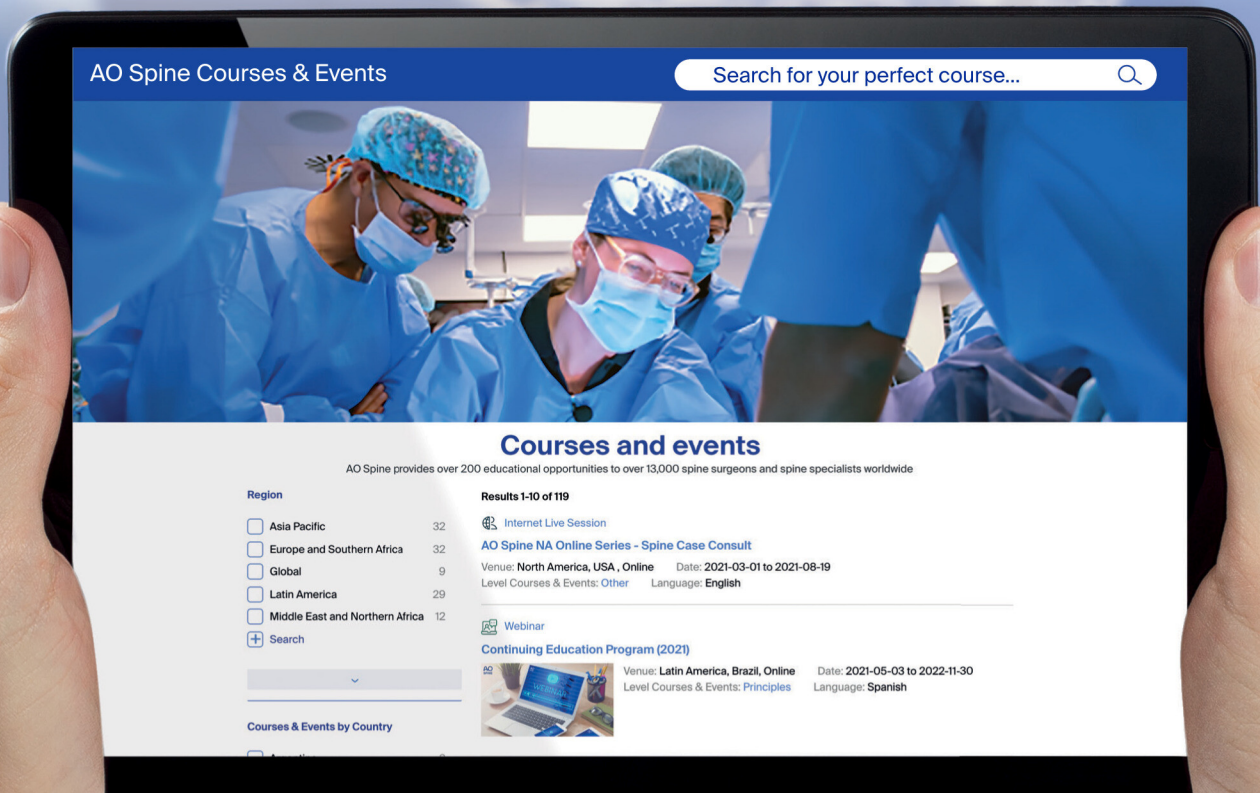 AO Spine Courses & Events
Search for your perfect course...
Courses and events
AO Spine provides over 200 educational opportunities to over 13,000 spine surgeons and spine specialists worldwide
Region
Asia Pacific 32
Europe and Southern Africa 32
Global 9
Latin America 29
Middle East and Northern Africa 12
Search
Courses & Events by Country
Results 1-10 of 119
Internet Live Session
AO Spine NA Online Series - Spine Case Consult
Venue: North America, USA , Online Date: 2021-03-01 to 2021-08-19
Level Courses & Events: Other Language: English
Webinar
Continuing Education Program (2021)
AO
WEBINAR
Venue: Latin America, Brazil, Online Date: 2021-05-03 to 2022-11-30
Level Courses & Events: Principles Language: Spanish